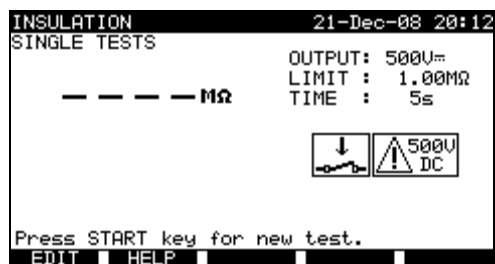 INSULATION 21-Dec-08 20:12
SINGLE TESTS
OUTPUT: 500V⎓
LIMIT : 1.00MΩ
– – – – MΩ
TIME : 5s
500V
DC
Press START key for new test.
EDIT HELP